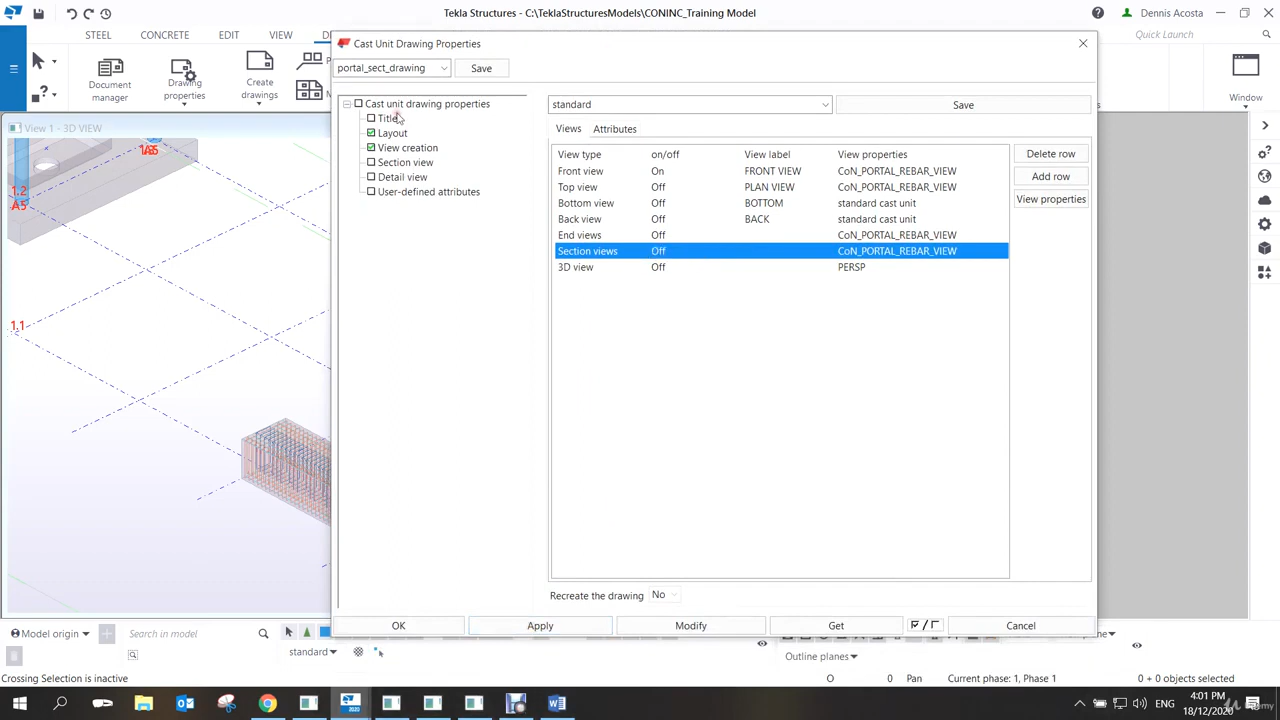 Tekla Structures - C:\TeklaStructuresModels\CONINC_Training Model
Dennis Acosta
STEEL CONCRETE EDIT VIEW
Quick Launch
Document manager
Drawing properties
Create drawings
Window
View 1 - 3D VIEW
1.2
A5
1.1
Cast Unit Drawing Properties
portal_sect_drawing Save
Cast unit drawing properties
Title
Layout
View creation
Section view
Detail view
User-defined attributes
standard Save
Views Attributes
View type on/off View label View properties
Front view On FRONT VIEW CoN_PORTAL_REBAR_VIEW
Top view Off PLAN VIEW CoN_PORTAL_REBAR_VIEW
Bottom view Off BOTTOM standard cast unit
Back view Off BACK standard cast unit
End views Off CoN_PORTAL_REBAR_VIEW
Section views Off CoN_PORTAL_REBAR_VIEW
3D view Off PERSP
Delete row
Add row
View properties
Recreate the drawing No
OK Apply Modify Get Cancel
Model origin Search in model
standard
Outline planes
Crossing Selection is inactive
O 0 Pan Current phase: 1, Phase 1 0 + 0 objects selected
2020
ENG
4:01 PM
18/12/2020
Udemy